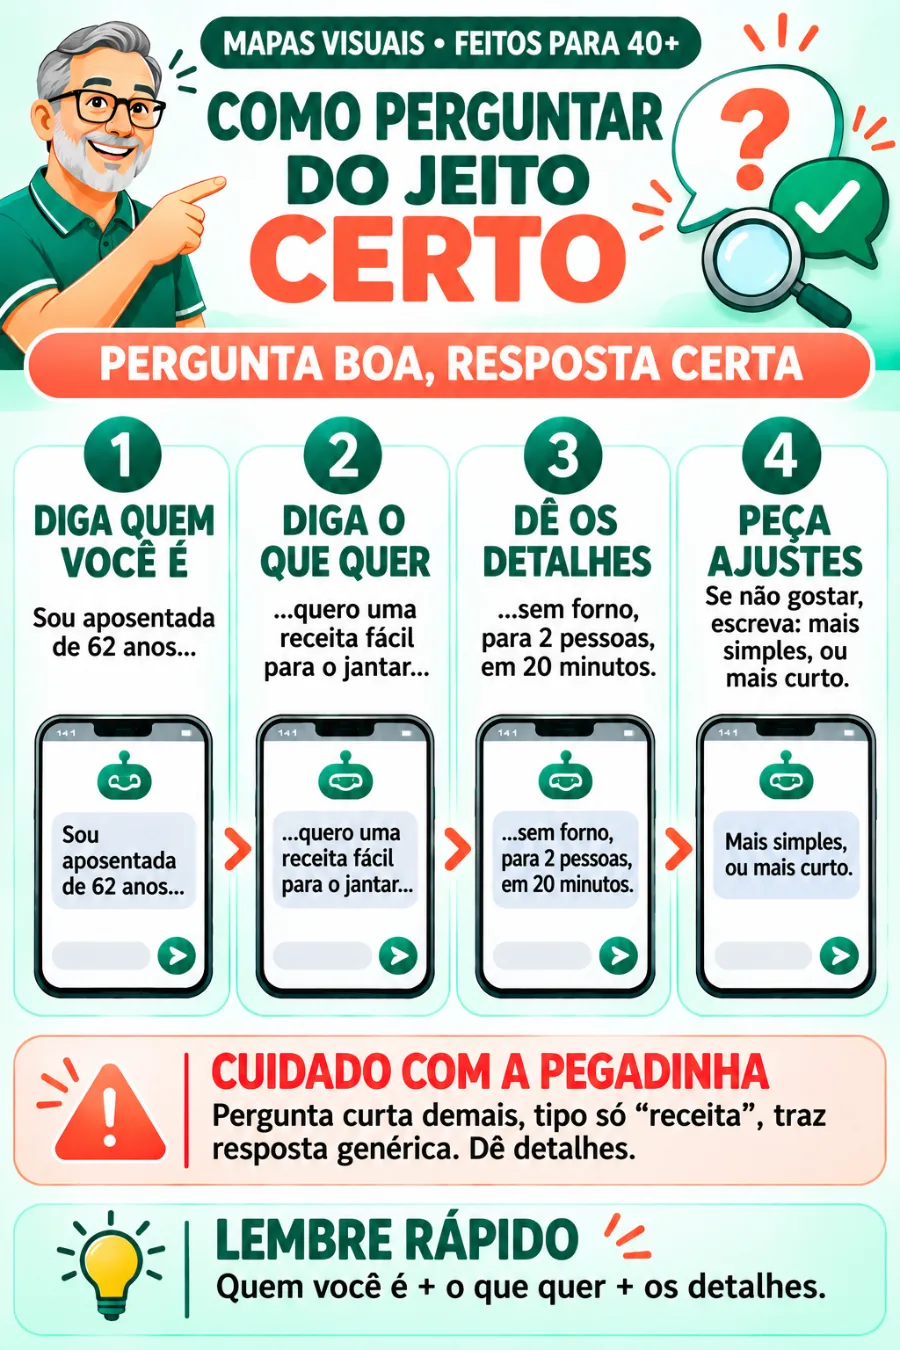 MAPAS VISUAIS • FEITOS PARA 40+
COMO PERGUNTAR
DO JEITO
CERTO
?
PERGUNTA BOA, RESPOSTA CERTA
1
DIGA QUEM
VOCÊ É
Sou aposentada
de 62 anos...
141
Sou
aposentada
de 62 anos...
2
DIGA O
QUE QUER
...quero uma
receita fácil
para o jantar...
141
...quero uma
receita fácil
para o jantar...
3
DÊ OS
DETALHES
...sem forno,
para 2 pessoas,
em 20 minutos.
141
...sem forno,
para 2 pessoas,
em 20 minutos.
4
PEÇA
AJUSTES
Se não gostar,
escreva: mais
simples, ou
mais curto.
141
Mais simples,
ou mais curto.
CUIDADO COM A PEGADINHA
Pergunta curta demais, tipo só “receita”, traz
resposta genérica. Dê detalhes.
LEMBRE RÁPIDO
Quem você é + o que quer + os detalhes.